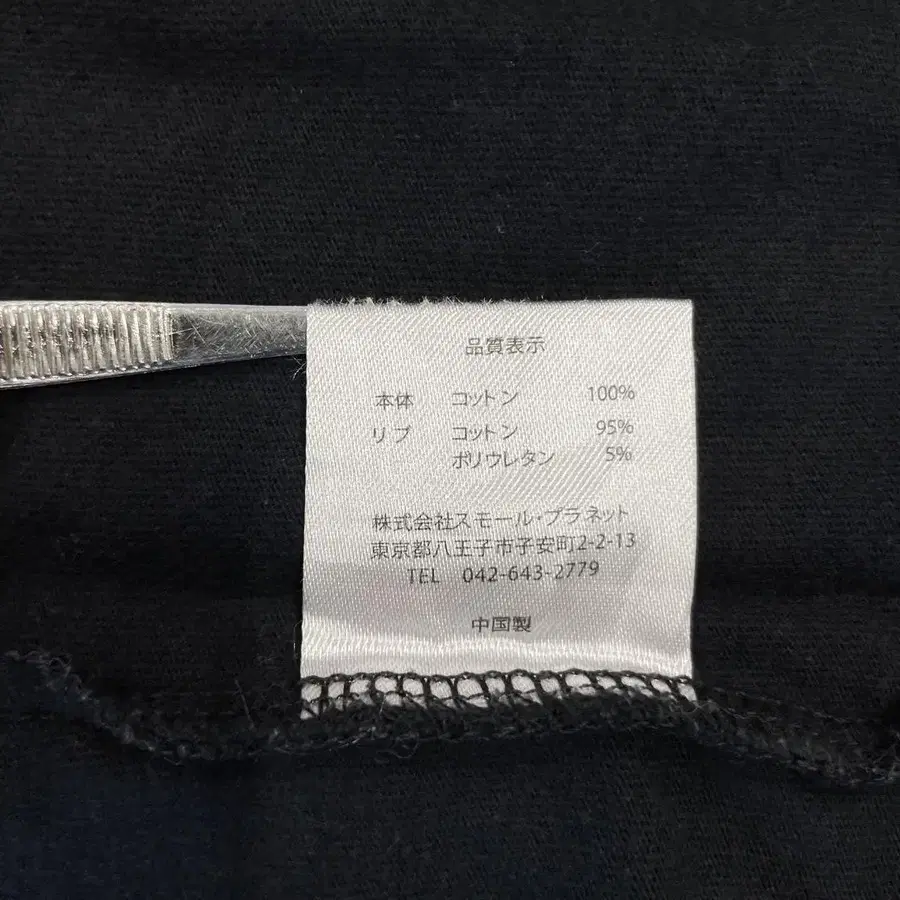 品質表示
本体 コットン 100%
リブ コットン 95%
ポリウレタン 5%
株式会社スモール・プラネット
東京都八王子市子安町2-2-13
TEL 042-643-2779
中国製